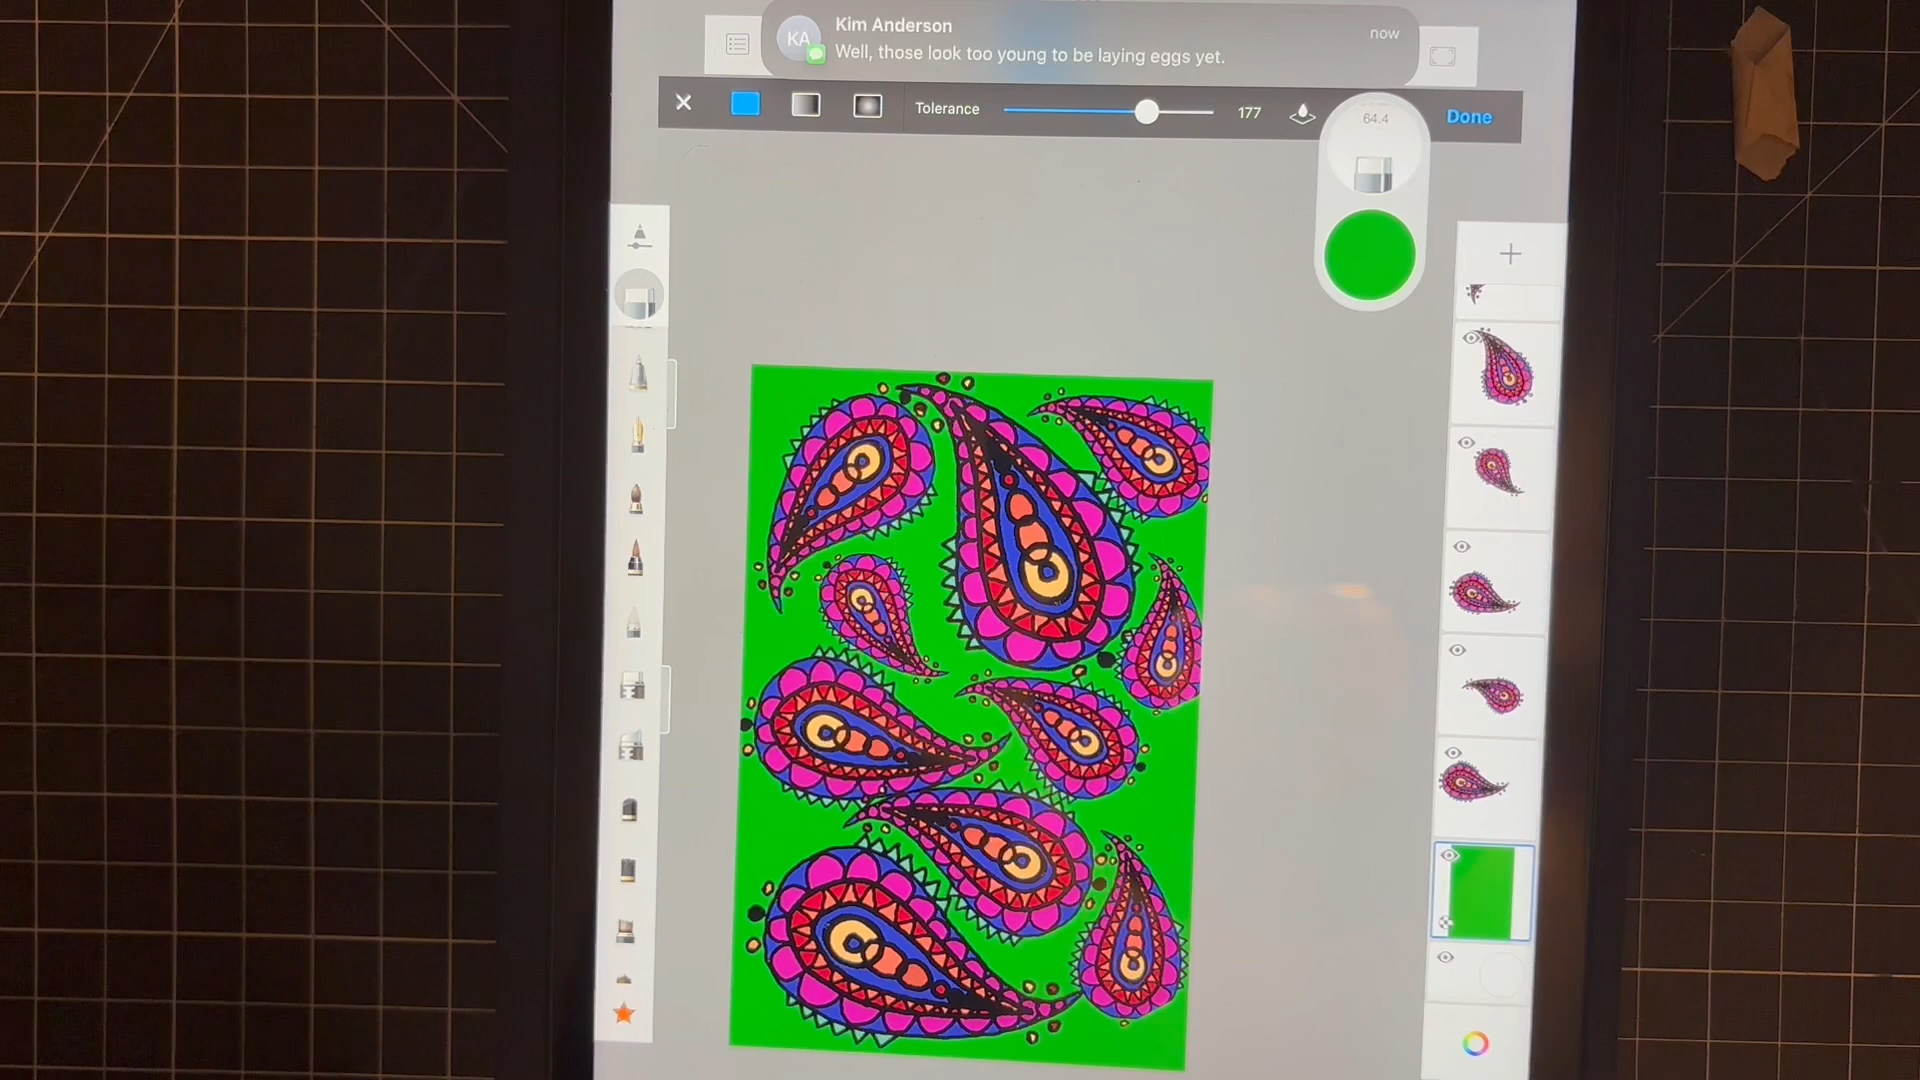 Kim Anderson
now
KA
Well, those look too young to be laying eggs yet.
Tolerance
177
64.4
Done